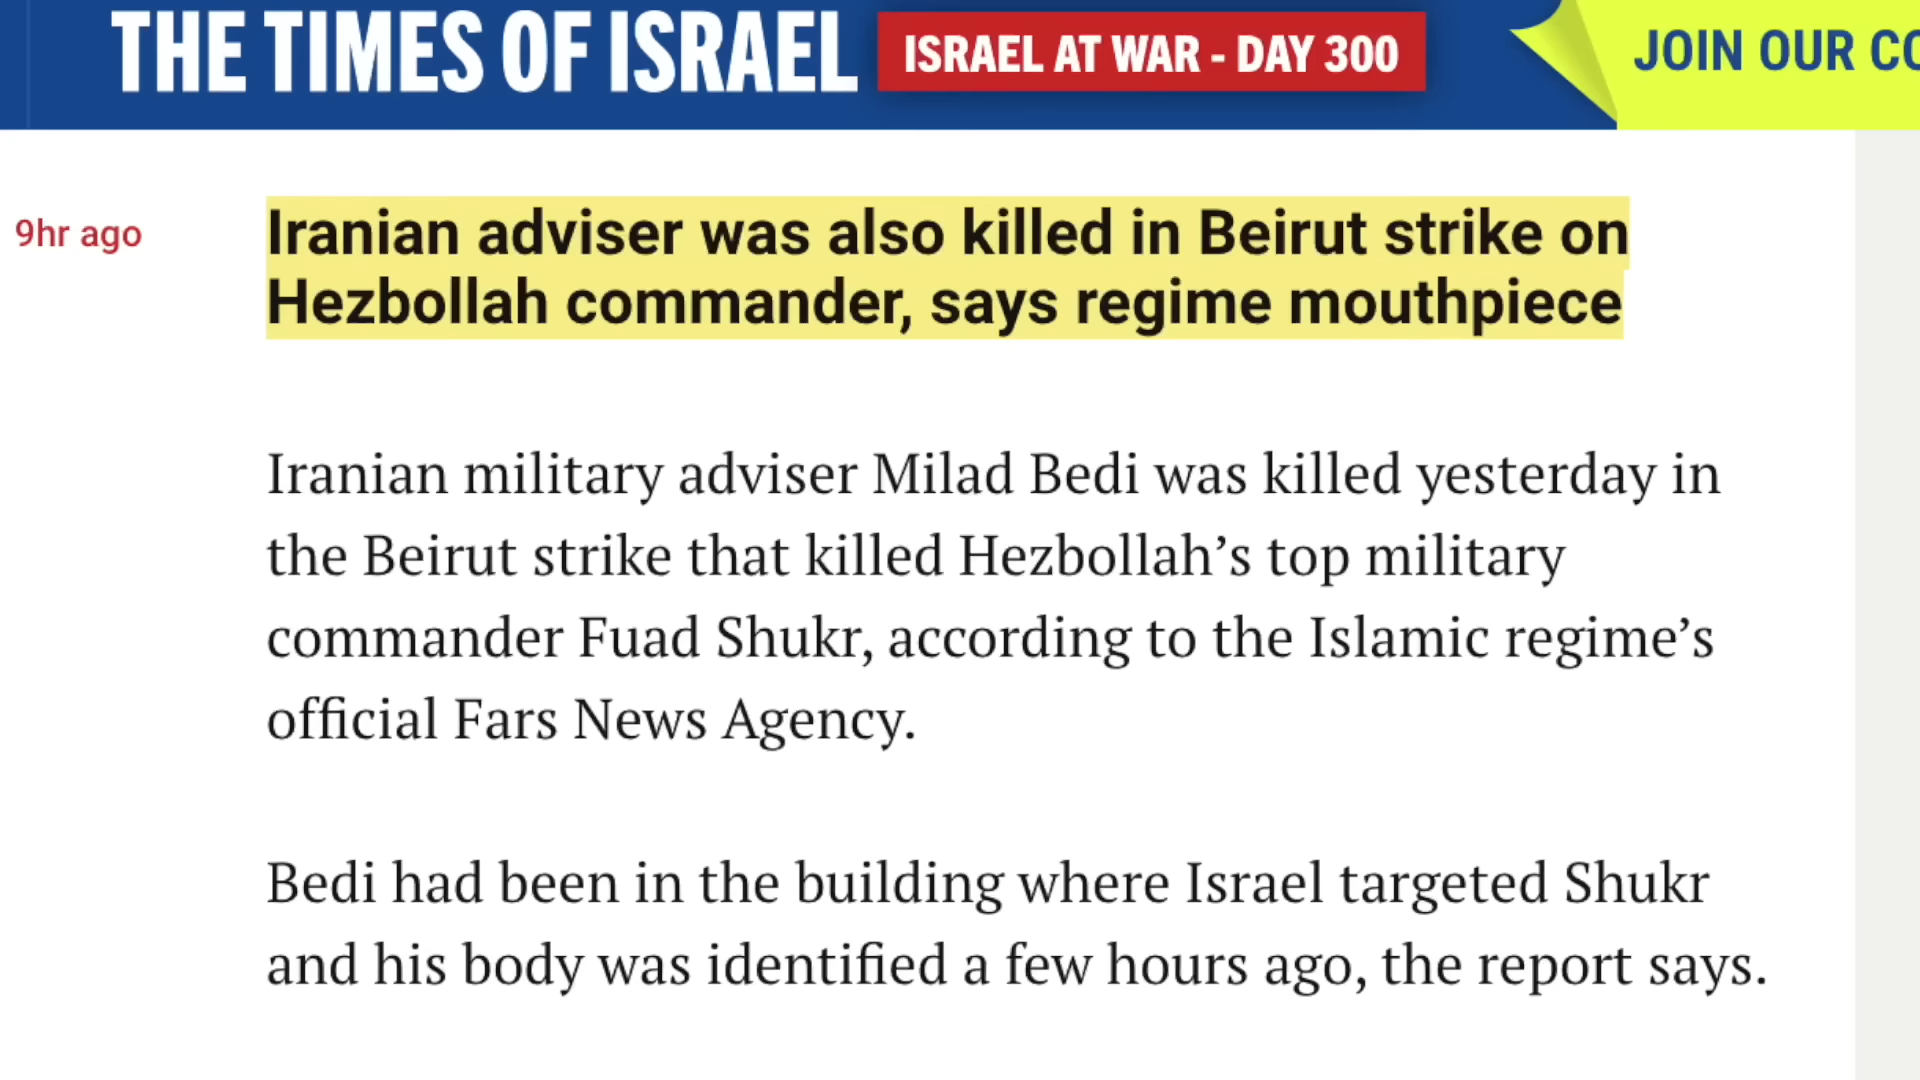 THE TIMES OF ISRAEL ISRAEL AT WAR - DAY 300 JOIN OUR
9hr ago
Iranian adviser was also killed in Beirut strike on
Hezbollah commander, says regime mouthpiece
Iranian military adviser Milad Bedi was killed yesterday in
the Beirut strike that killed Hezbollah’s top military
commander Fuad Shukr, according to the Islamic regime’s
official Fars News Agency.
Bedi had been in the building where Israel targeted Shukr
and his body was identified a few hours ago, the report says.